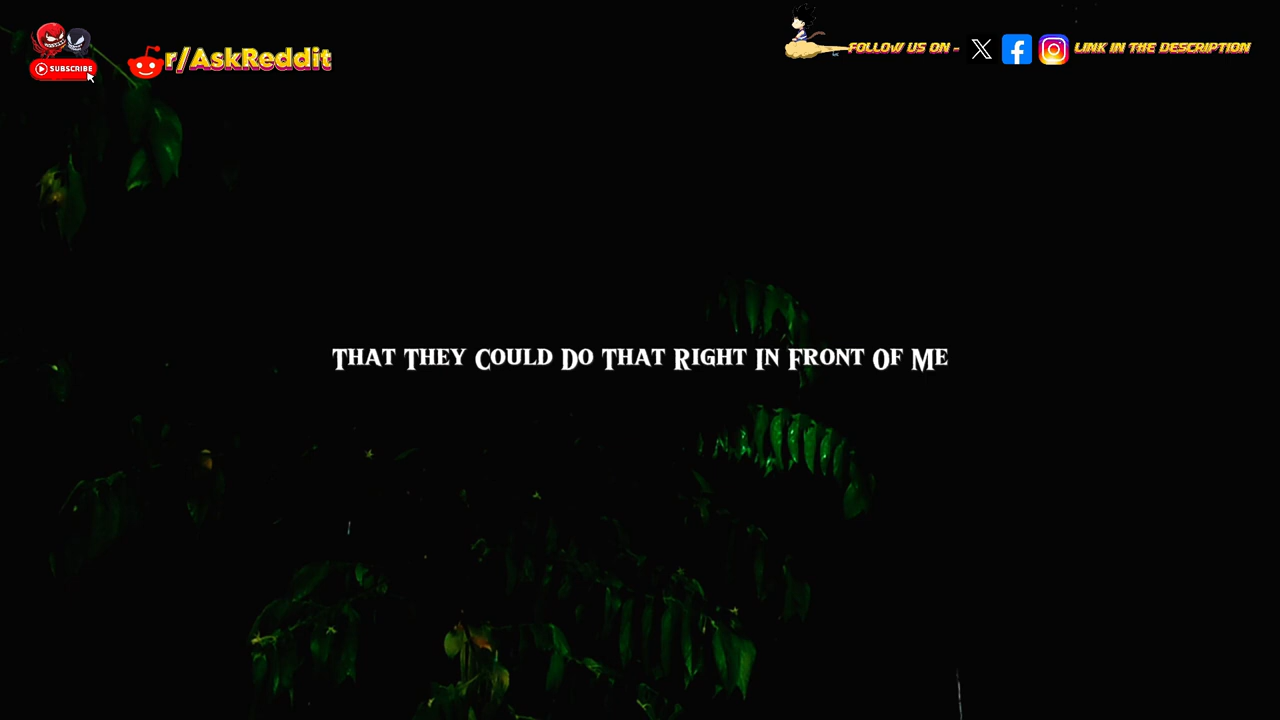 SUBSCRIBE
r/AskReddit
FOLLOW US ON -
LINK IN THE DESCRIPTION
THAT THEY COULD DO THAT RIGHT IN FRONT OF ME